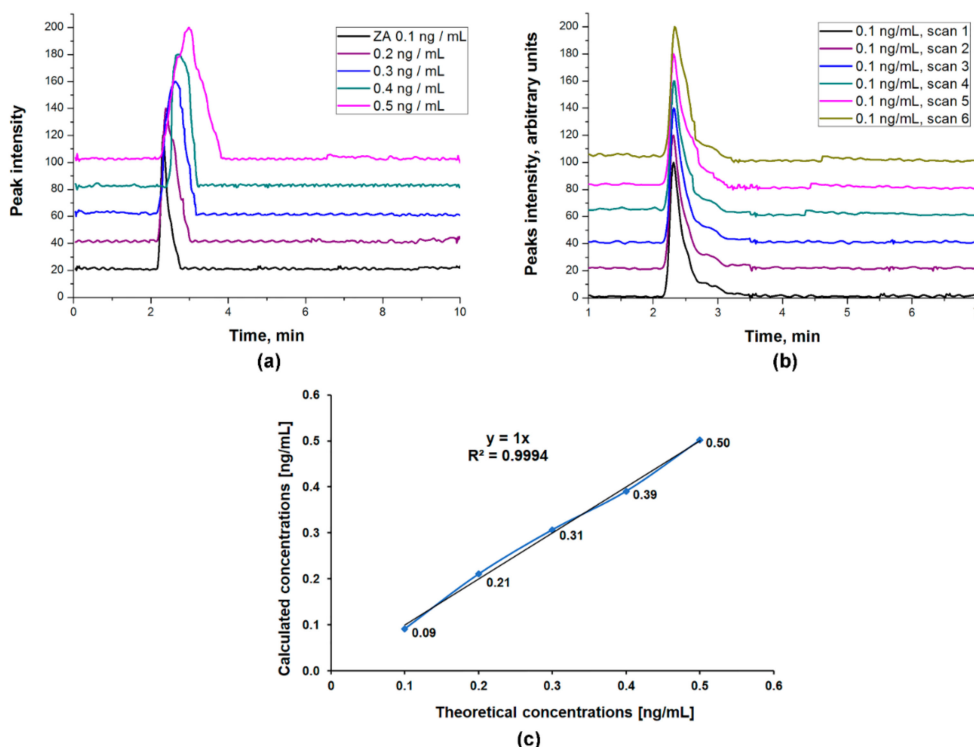 Peak intensity
200
180
160
140
120
100
80
60
40
20
0
0
2
4
6
8
10
Time, min
ZA 0.1 ng / mL
0.2 ng / mL
0.3 ng / mL
0.4 ng / mL
0.5 ng / mL
(a)
Peaks intensity, arbitrary units
200
180
160
140
120
100
80
60
40
20
0
1
2
3
4
5
6
Time, min
0.1 ng/mL, scan 1
0.1 ng/mL, scan 2
0.1 ng/mL, scan 3
0.1 ng/mL, scan 4
0.1 ng/mL, scan 5
0.1 ng/mL, scan 6
(b)
Calculated concentrations [ng/mL]
0.6
0.5
0.4
0.3
0.2
0.1
0.0
y = 1x
R² = 0.9994
0.09
0.21
0.31
0.39
0.50
0
0.1
0.2
0.3
0.4
0.5
0.6
Theoretical concentrations [ng/mL]
(c)